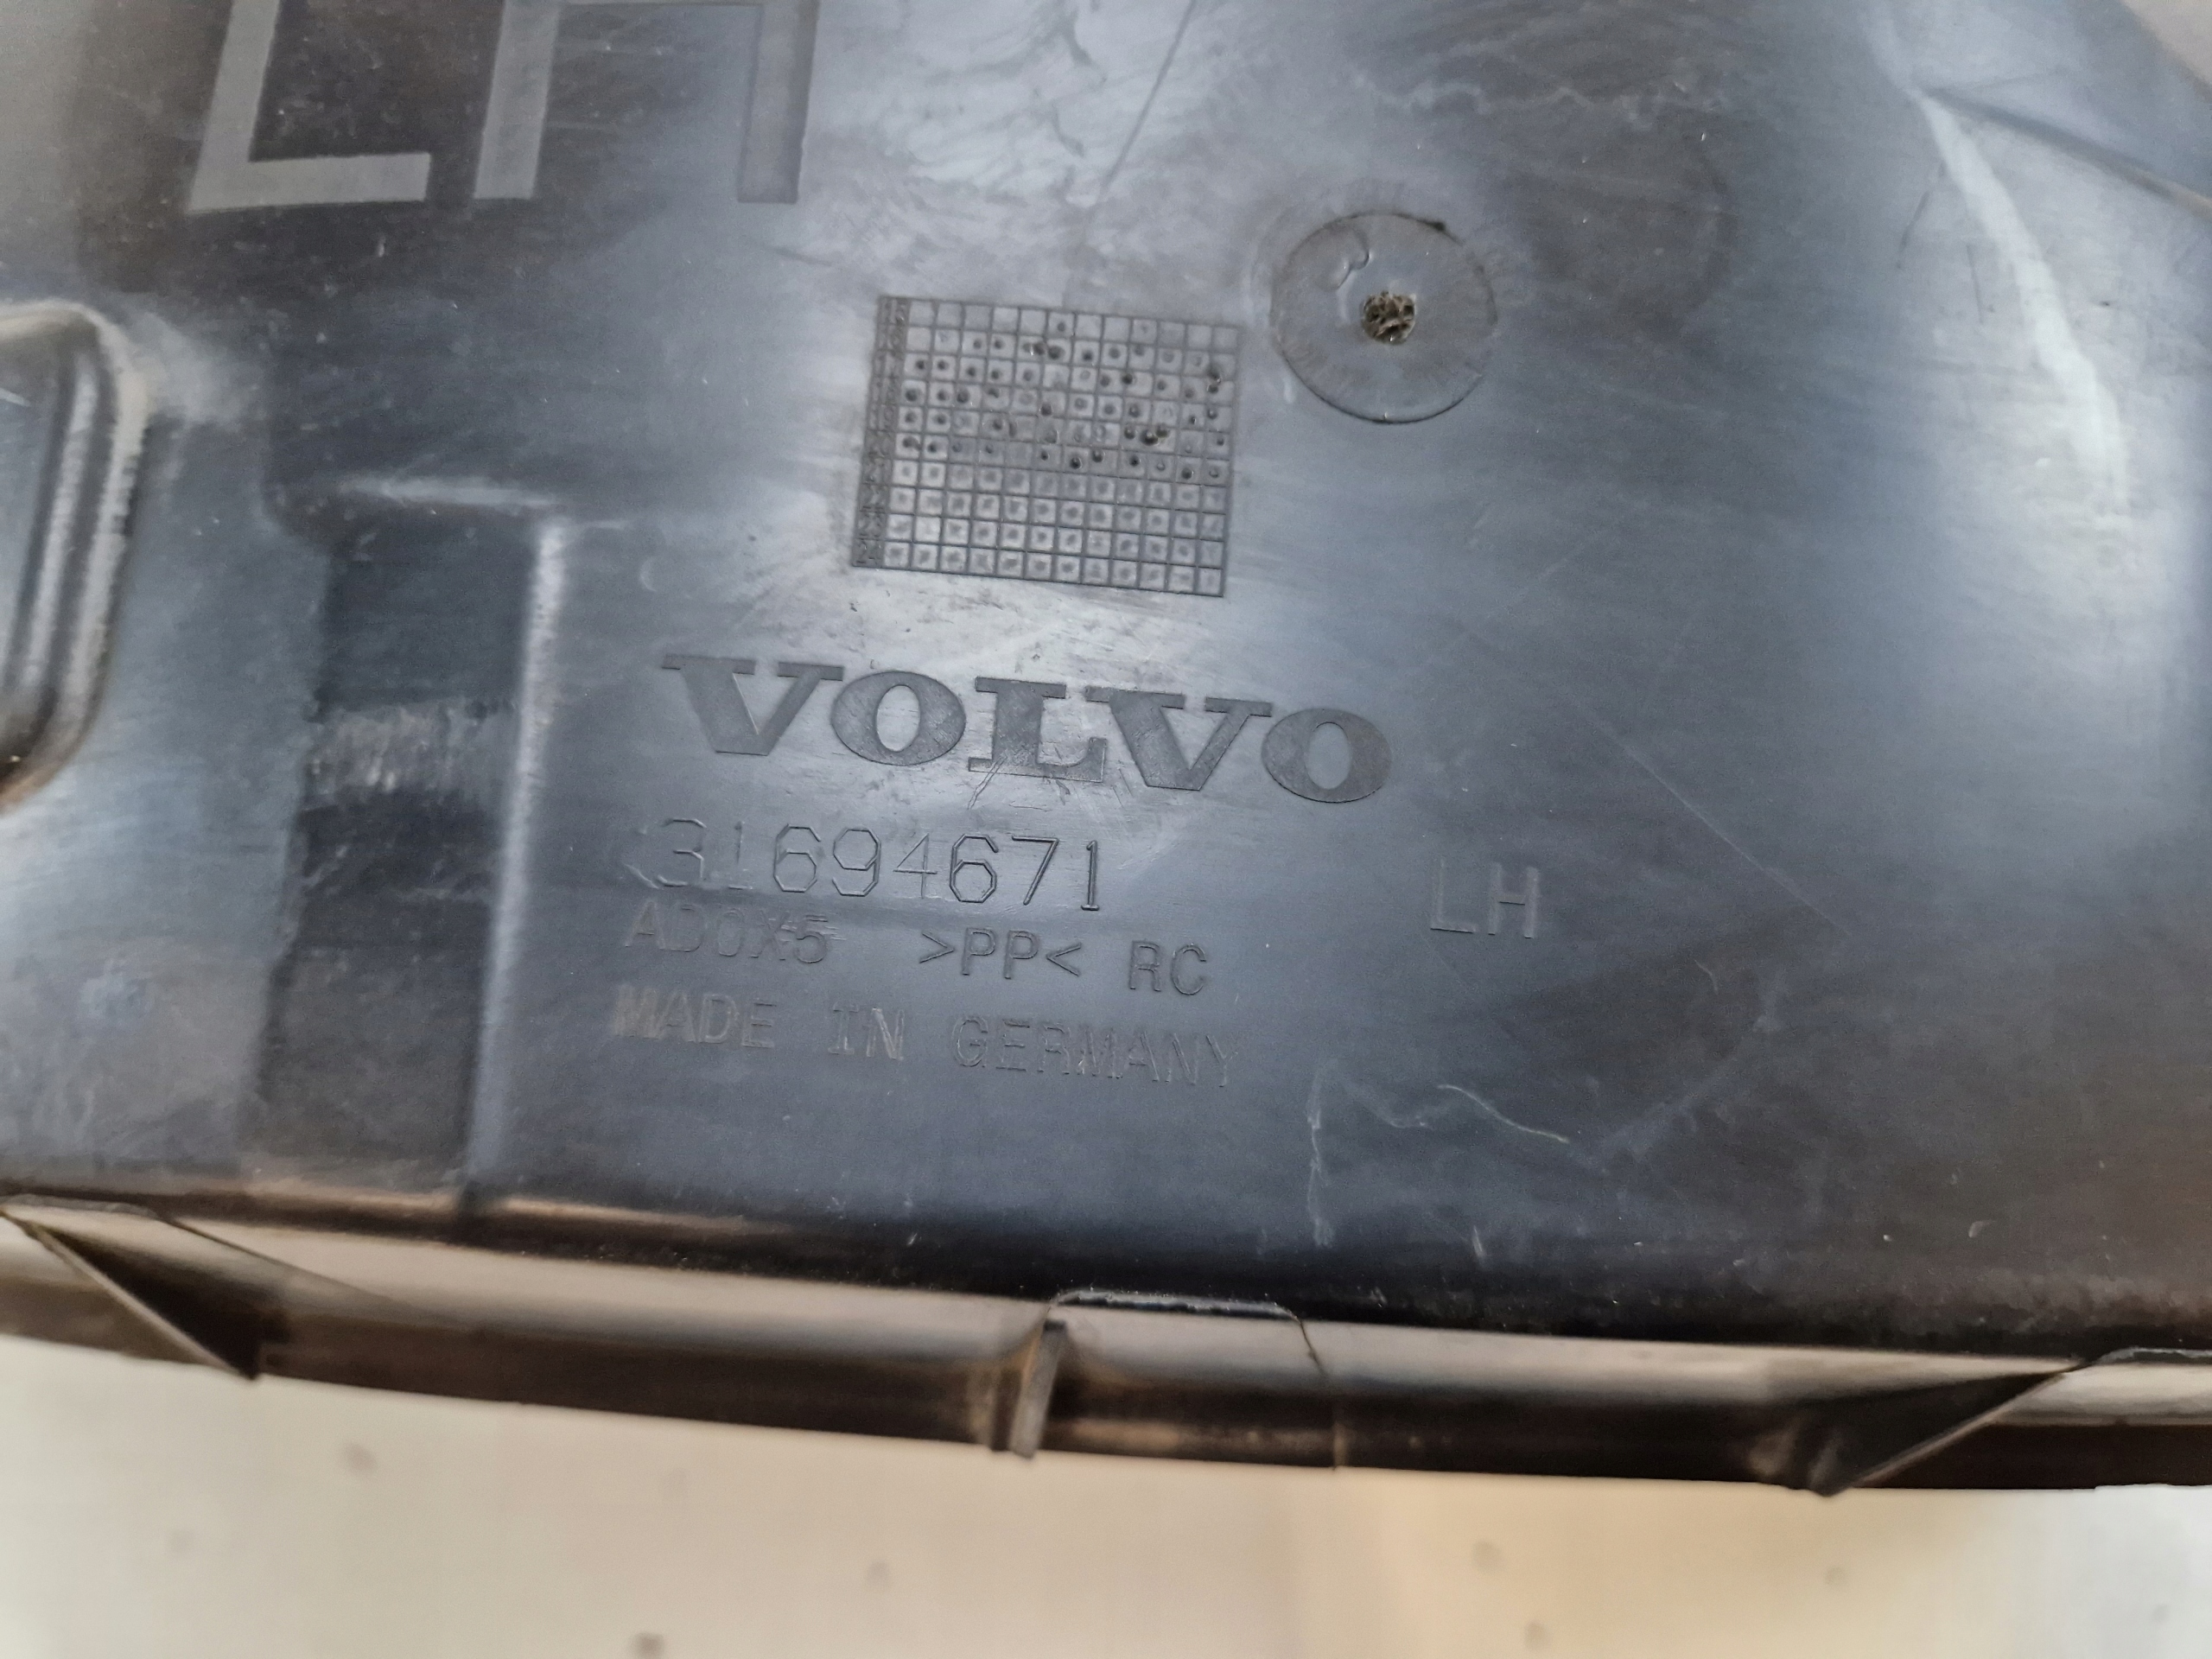 LH
VOLVO
31694671 LH
AD0X5 >PP< RC
MADE IN GERMANY